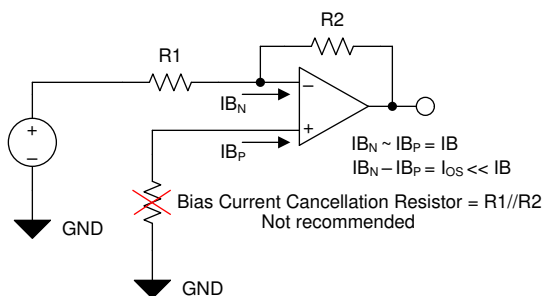 R2
R1
−
IB_N
+
−
+
IB_P
IB_N ~ IB_P = IB
IB_N − IB_P = I_OS << IB
Bias Current Cancellation Resistor = R1//R2
Not recommended
GND
GND